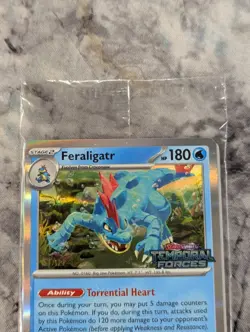 STAGE 2
Feraligatr
Evolves from Croconaw
HP 180
STAFF
Pokémon
TEMPORAL
FORCES
Ability Torrential Heart
Once during your turn, you may put 5 damage counters
on this Pokémon. If you do, during this turn, attacks used
by this Pokémon do 120 more damage to your opponent's
Active Pokémon (before applying Weakness and Resistance).